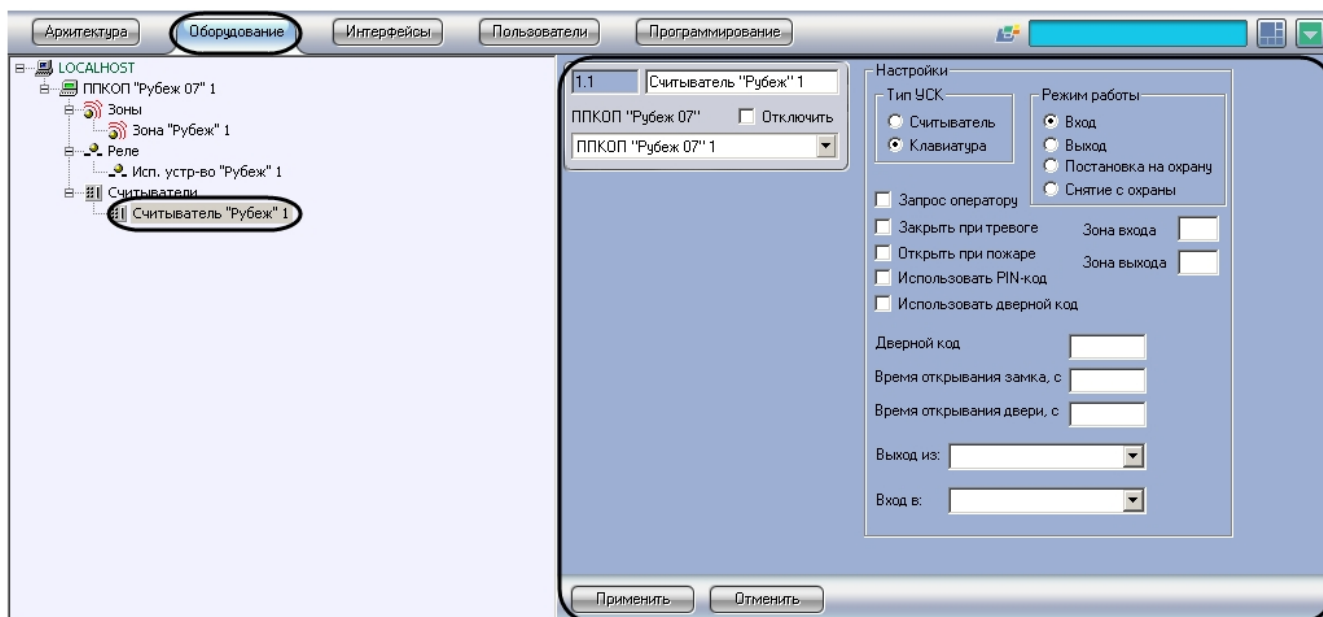 Архитектура
Оборудование
Интерфейсы
Пользователи
Программирование
LOCALHOST
ППКОП "Рубеж 07" 1
Зоны
Зона "Рубеж" 1
Реле
Исп. устр-во "Рубеж" 1
Считыватели
Считыватель "Рубеж" 1
1.1
Считыватель "Рубеж" 1
ППКОП "Рубеж 07"
Отключить
ППКОП "Рубеж 07" 1
Настройки
Тип УСК
Считыватель
Клавиатура
Режим работы
Вход
Выход
Постановка на охрану
Снятие с охраны
Запрос оператору
Закрыть при тревоге
Открыть при пожаре
Использовать PIN-код
Использовать дверной код
Зона входа
Зона выхода
Дверной код
Время открывания замка, с
Время открывания двери, с
Выход из:
Вход в:
Применить
Отменить